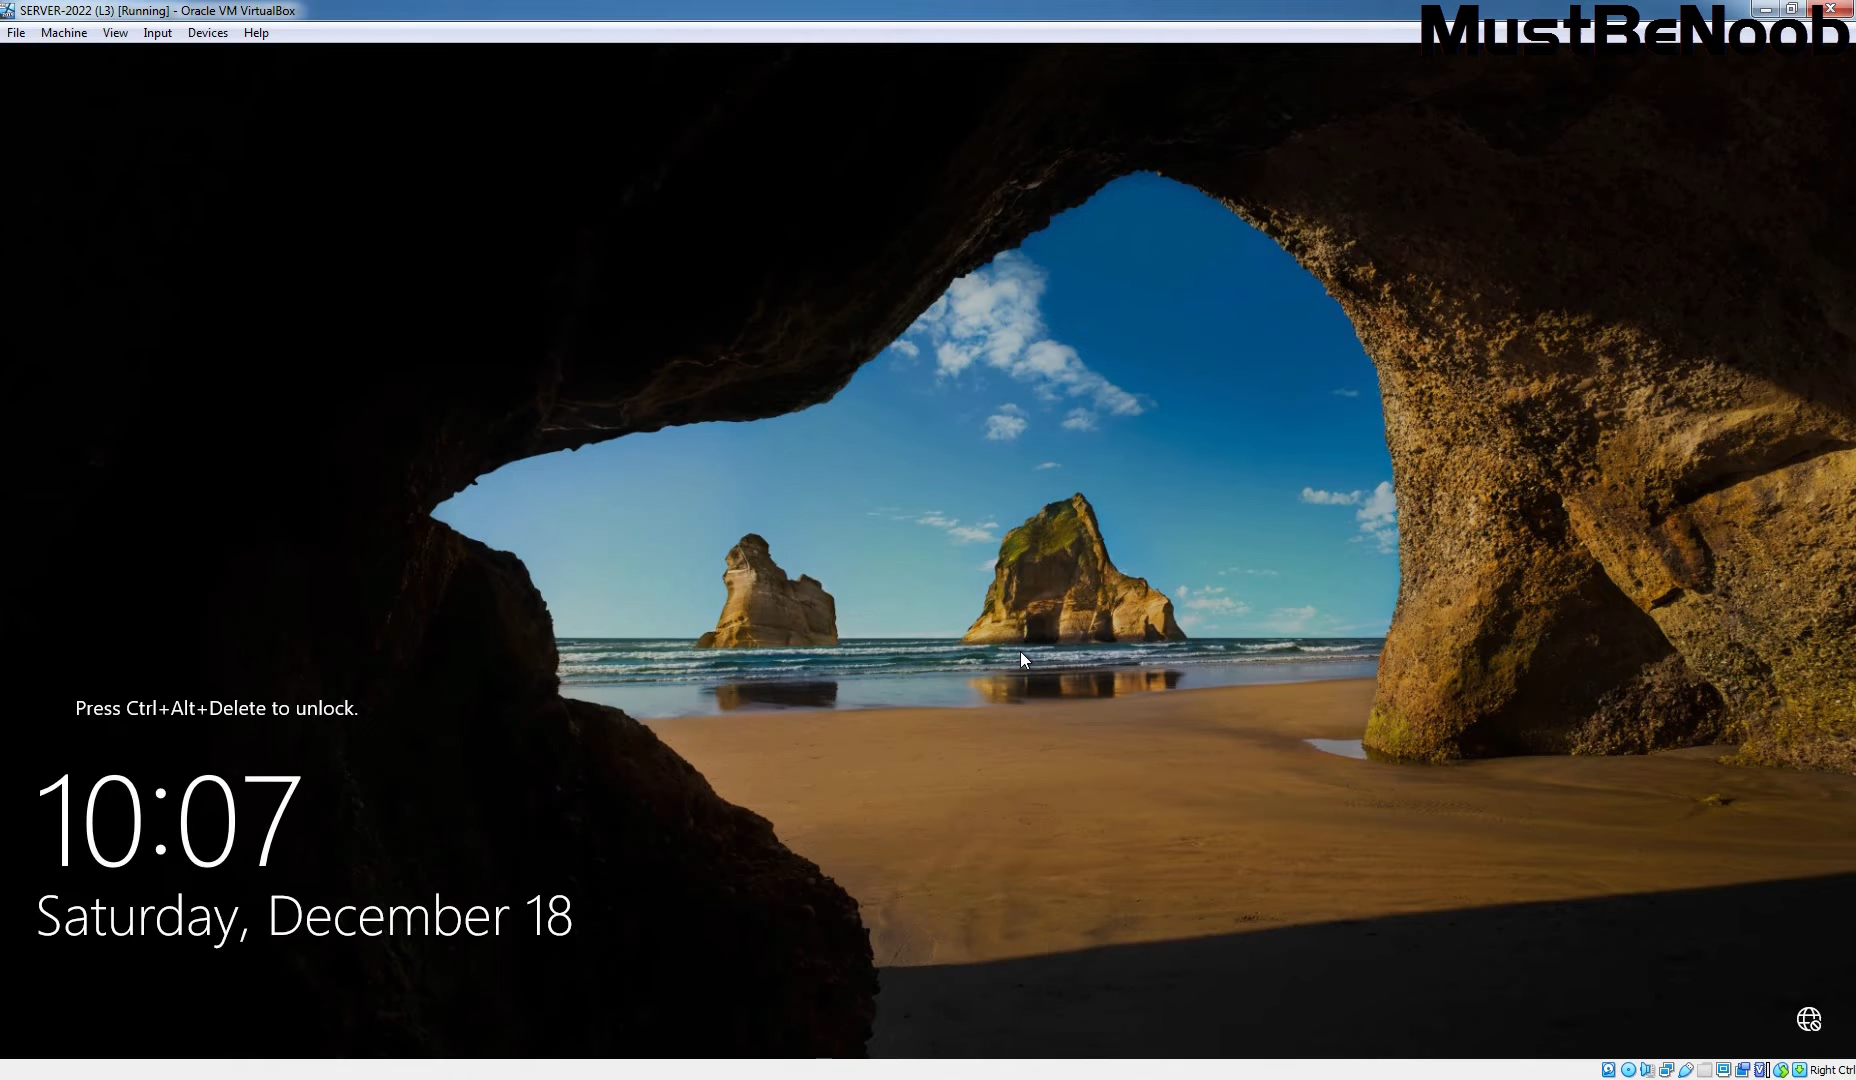 SERVER-2022 (L3) [Running] - Oracle VM VirtualBox
File Machine View Input Devices Help
MustBeNoob
Press Ctrl+Alt+Delete to unlock.
10:07
Saturday, December 18
Right Ctrl